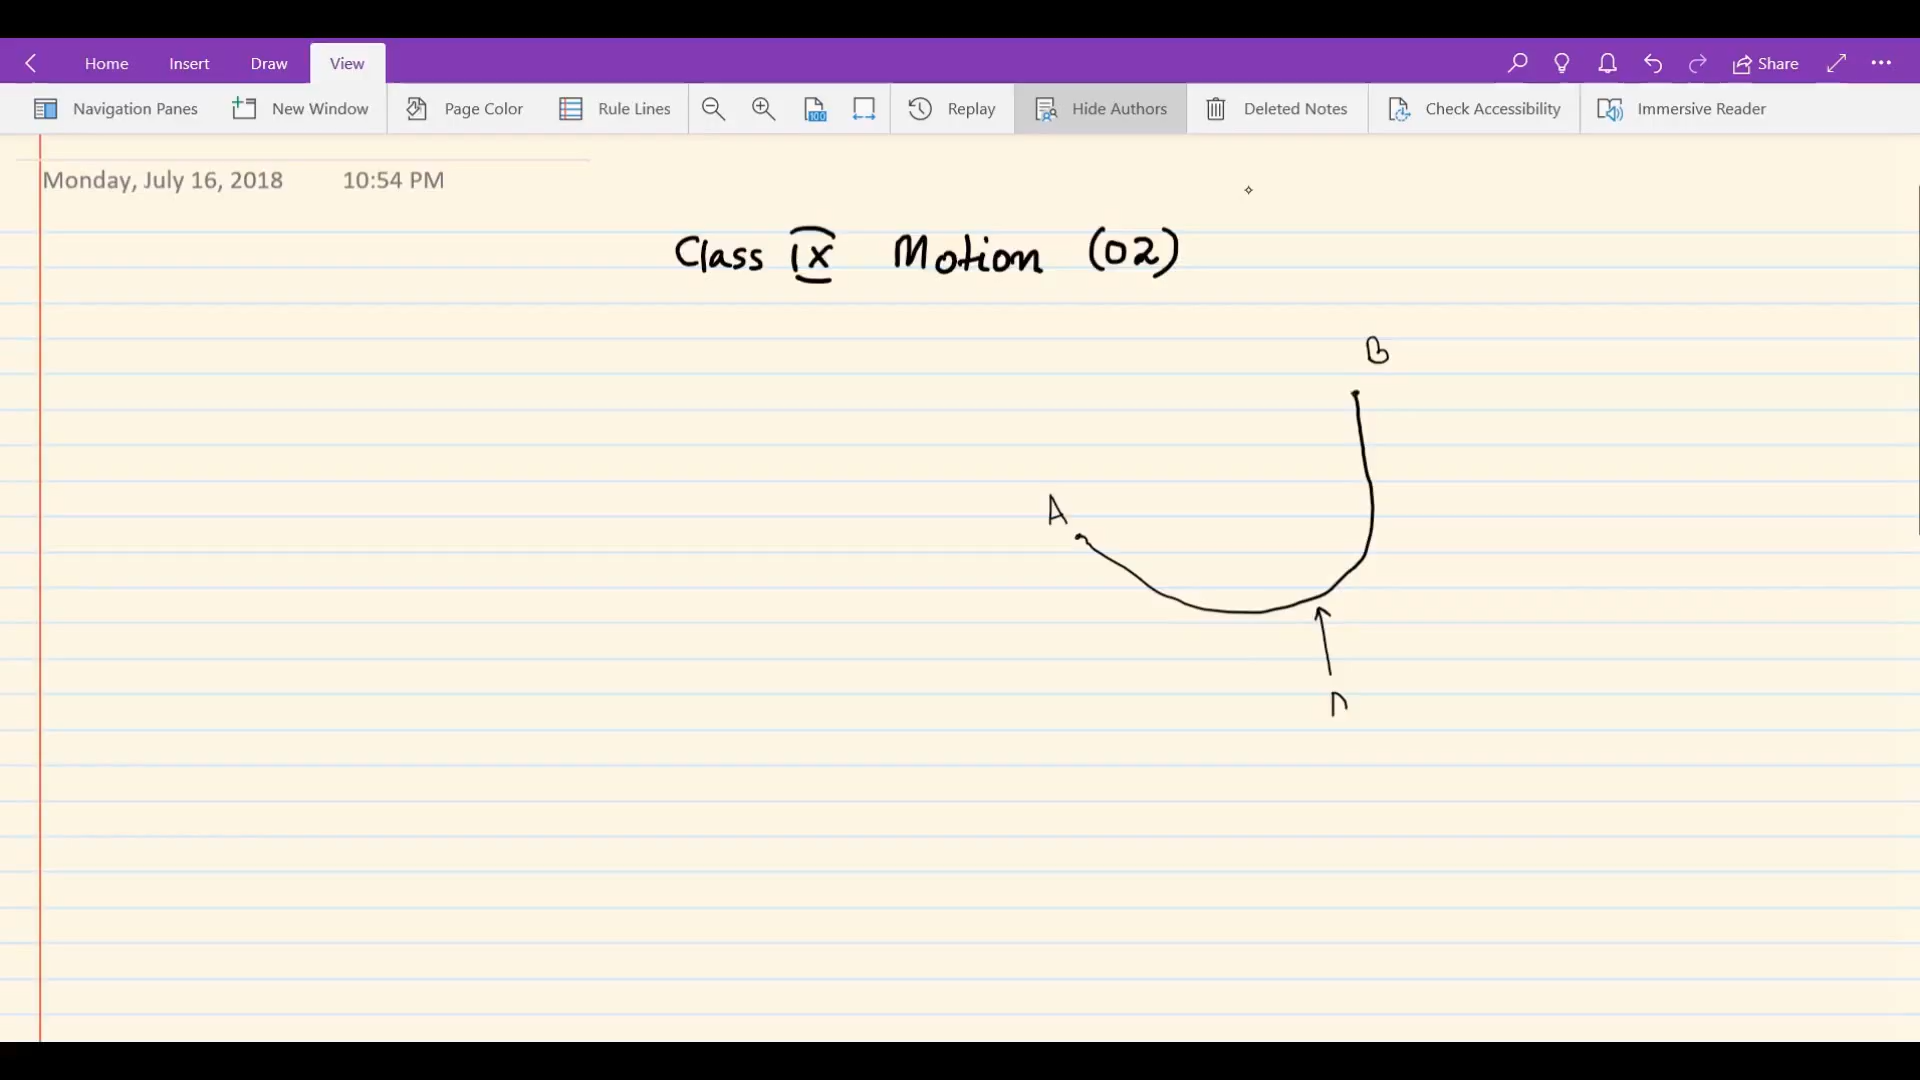 Home Insert Draw View Share
Navigation Panes New Window Page Color Rule Lines 100 Replay Hide Authors Deleted Notes Check Accessibility Immersive Reader
Monday, July 16, 2018 10:54 PM
Class IX Motion (02)
B
A